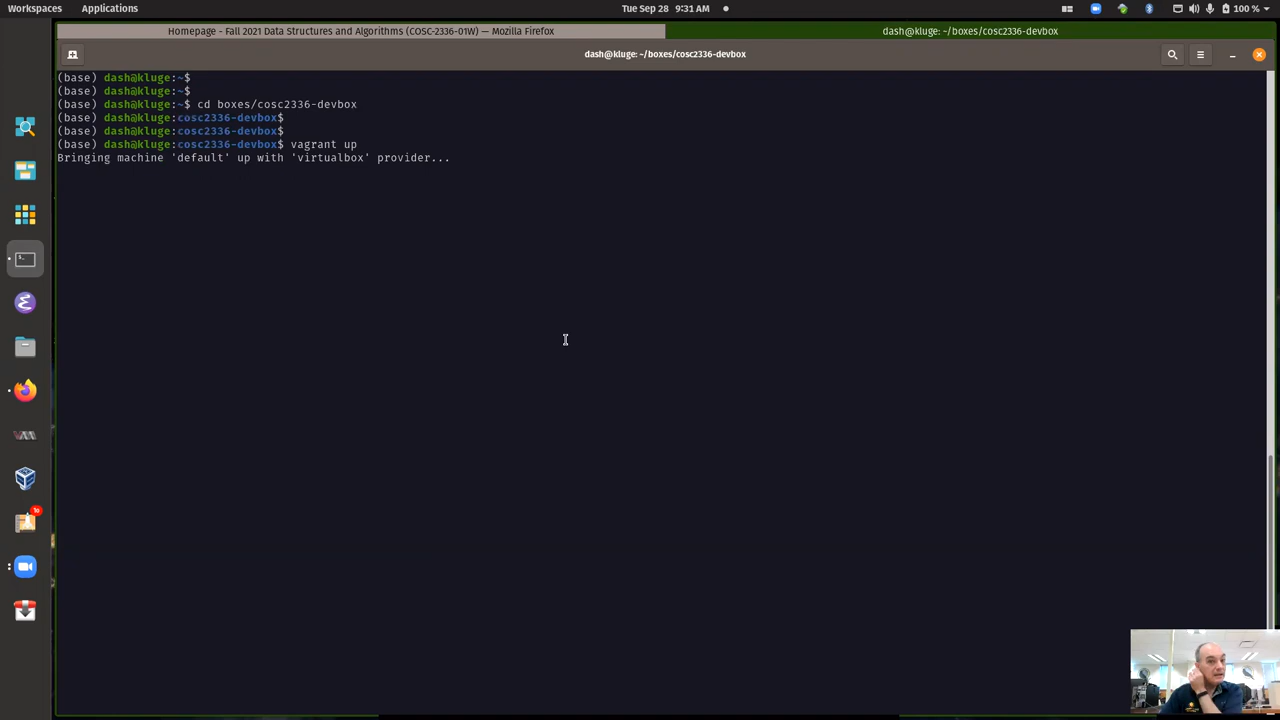 Workspaces Applications Tue Sep 28 9:31 AM 100 %
Homepage - Fall 2021 Data Structures and Algorithms (COSC-2336-01W) — Mozilla Firefox dash@kluge: ~/boxes/cosc2336-devbox
dash@kluge: ~/boxes/cosc2336-devbox
(base) dash@kluge:~$
(base) dash@kluge:~$
(base) dash@kluge:~$ cd boxes/cosc2336-devbox
(base) dash@kluge:cosc2336-devbox$
(base) dash@kluge:cosc2336-devbox$
(base) dash@kluge:cosc2336-devbox$ vagrant up
Bringing machine 'default' up with 'virtualbox' provider...